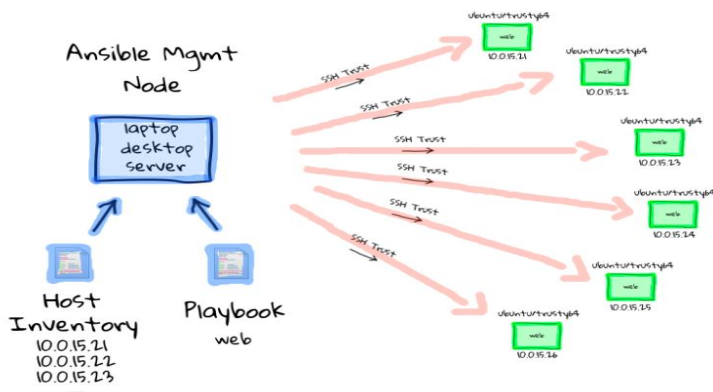 Ansible Mgmt
Node
laptop
desktop
server
Host
Inventory
10.0.15.21
10.0.15.22
10.0.15.23
Playbook
web
SSH Trust
SSH Trust
SSH Trust
SSH Trust
SSH Trust
SSH Trust
ubuntu/trusty64
web
10.0.15.21
ubuntu/trusty64
web
10.0.15.22
ubuntu/trusty64
web
10.0.15.23
ubuntu/trusty64
web
10.0.15.24
ubuntu/trusty64
web
10.0.15.25
ubuntu/trusty64
web
10.0.15.26